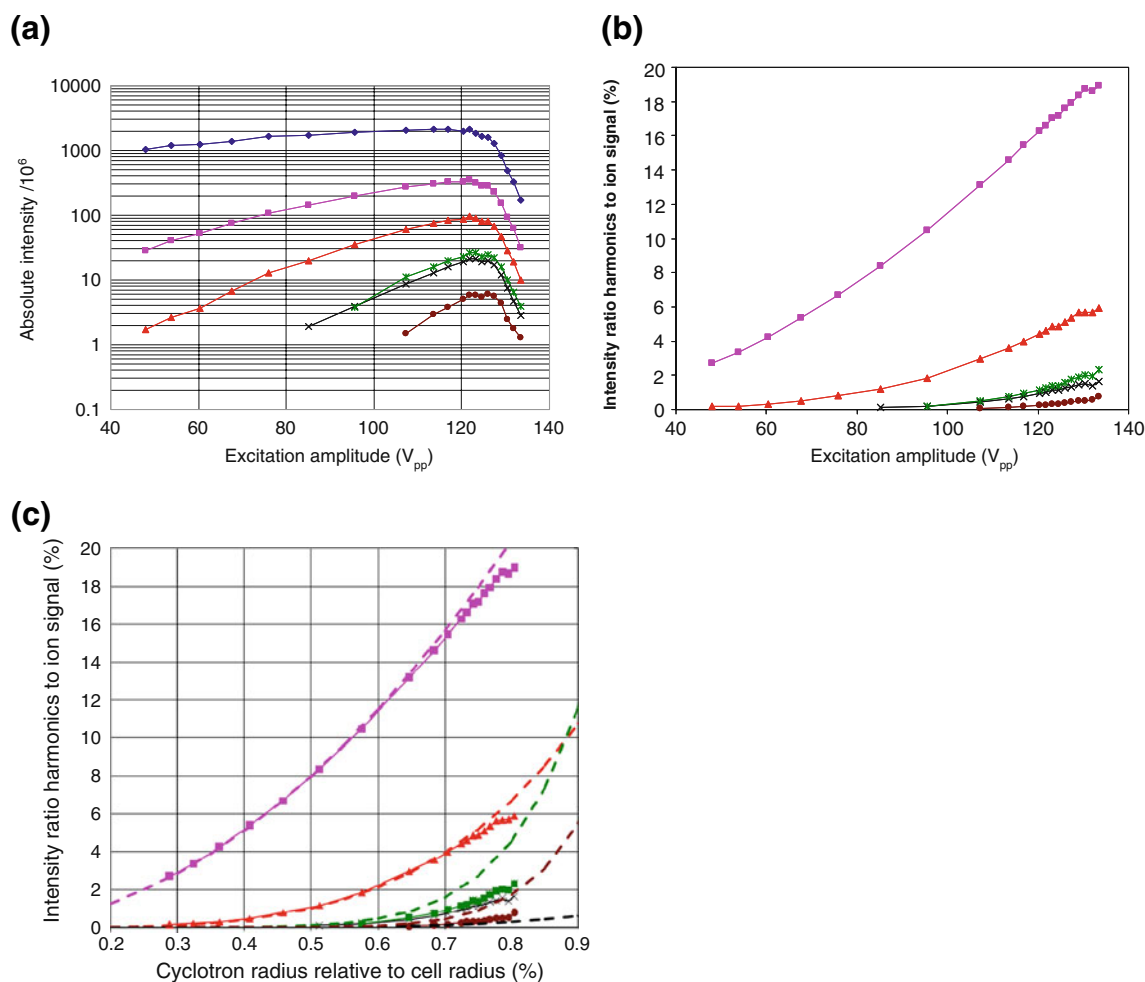 (a)
Absolute intensity /10⁶
10000
1000
100
10
1
0.1
40 60 80 100 120 140
Excitation amplitude (Vpp)
(b)
Intensity ratio harmonics to ion signal (%)
20
18
16
14
12
10
8
6
4
2
0
40 60 80 100 120 140
Excitation amplitude (Vpp)
(c)
Intensity ratio harmonics to ion signal (%)
20
18
16
14
12
10
8
6
4
2
0
0.2 0.3 0.4 0.5 0.6 0.7 0.8 0.9
Cyclotron radius relative to cell radius (%)